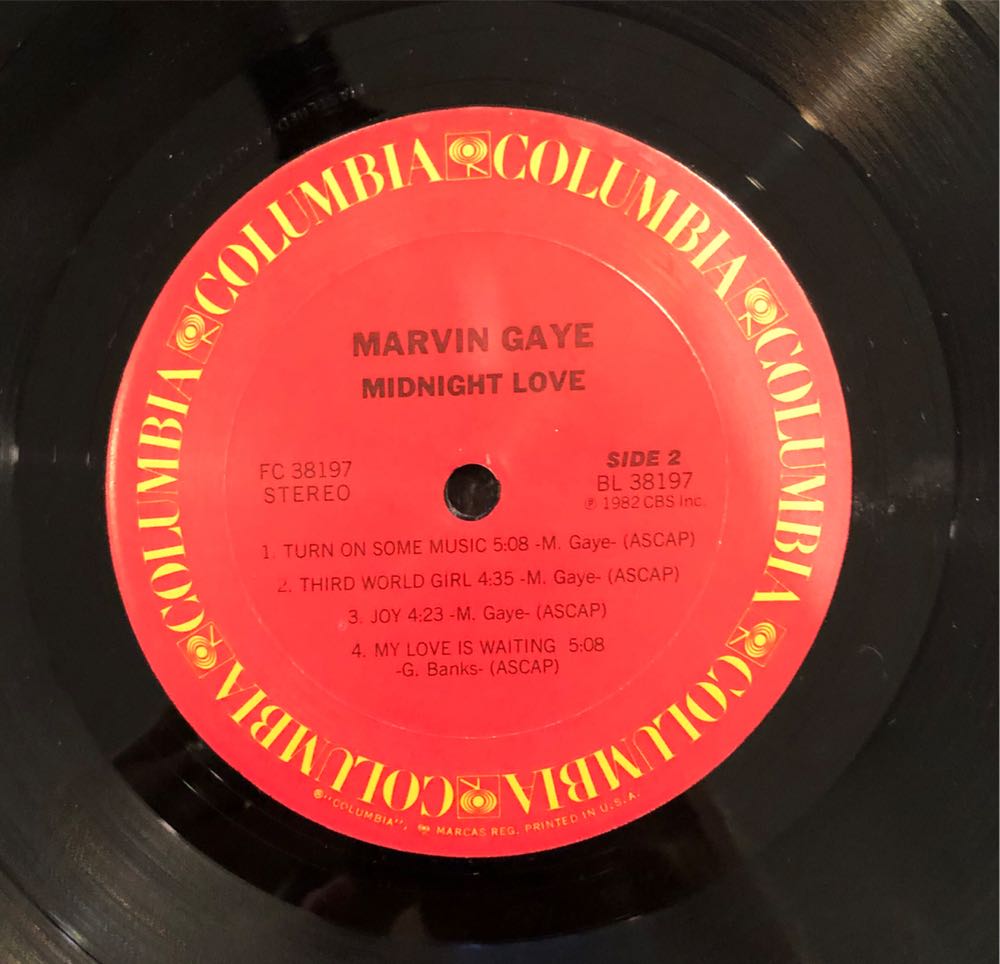 COLUMBIA COLUMBIA COLUMBIA COLUMBIA COLUMBIA COLUMBIA COLUMBIA COLUMBIA
MARVIN GAYE
MIDNIGHT LOVE
FC 38197
STEREO
SIDE 2
BL 38197
℗ 1982 CBS Inc.
1. TURN ON SOME MUSIC 5:08 -M. Gaye- (ASCAP)
2. THIRD WORLD GIRL 4:35 -M. Gaye- (ASCAP)
3. JOY 4:23 -M. Gaye- (ASCAP)
4. MY LOVE IS WAITING 5:08
-G. Banks- (ASCAP)
®"COLUMBIA", MARCAS REG. PRINTED IN U.S.A.